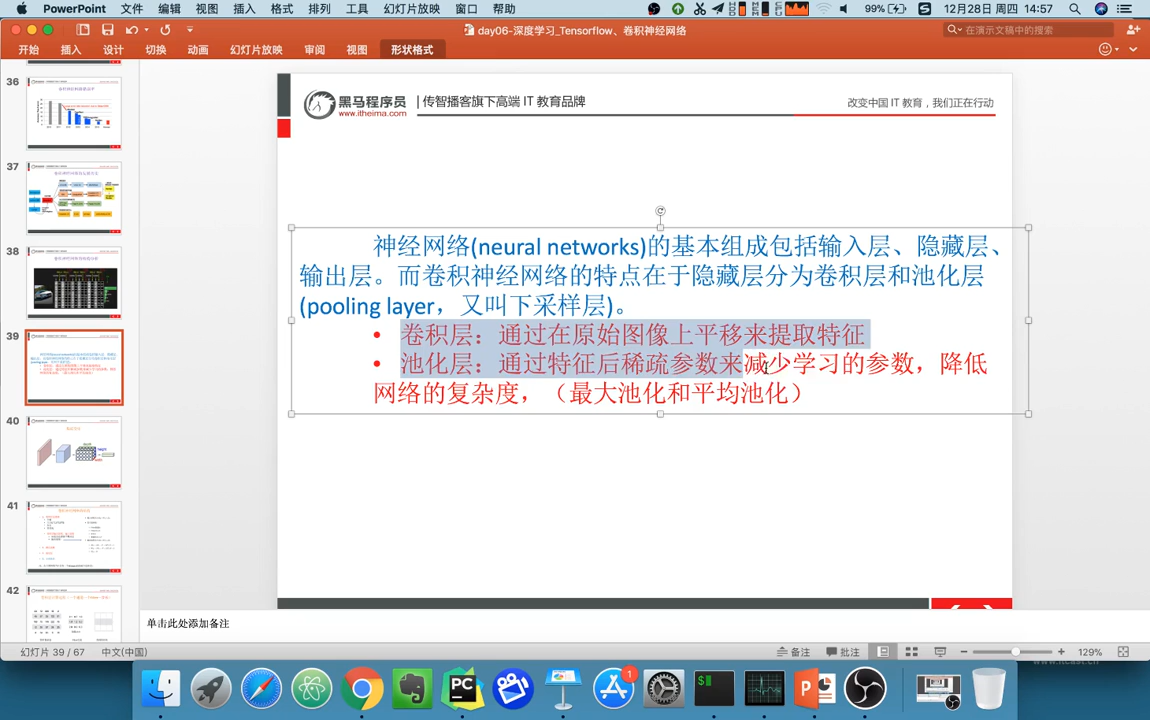 PowerPoint 文件 编辑 视图 插入 格式 排列 工具 幻灯片放映 窗口 帮助 99% 12月28日 周四 14:57
day06-深度学习_Tensorflow、卷积神经网络
在演示文稿中的搜索
开始 插入 设计 切换 动画 幻灯片放映 审阅 视图 形状格式
36
37
38
39
40
41
42
黑马程序员
www.itheima.com
传智播客旗下高端 IT 教育品牌
改变中国 IT 教育，我们正在行动
神经网络(neural networks)的基本组成包括输入层、隐藏层、
输出层。而卷积神经网络的特点在于隐藏层分为卷积层和池化层
(pooling layer，又叫下采样层)。
• 卷积层：通过在原始图像上平移来提取特征
• 池化层：通过特征后稀疏参数来减少学习的参数，降低
网络的复杂度，（最大池化和平均池化）
单击此处添加备注
幻灯片 39 / 67 中文(中国) 备注 批注 129%
www.itcast.cn
PC
1
$
P